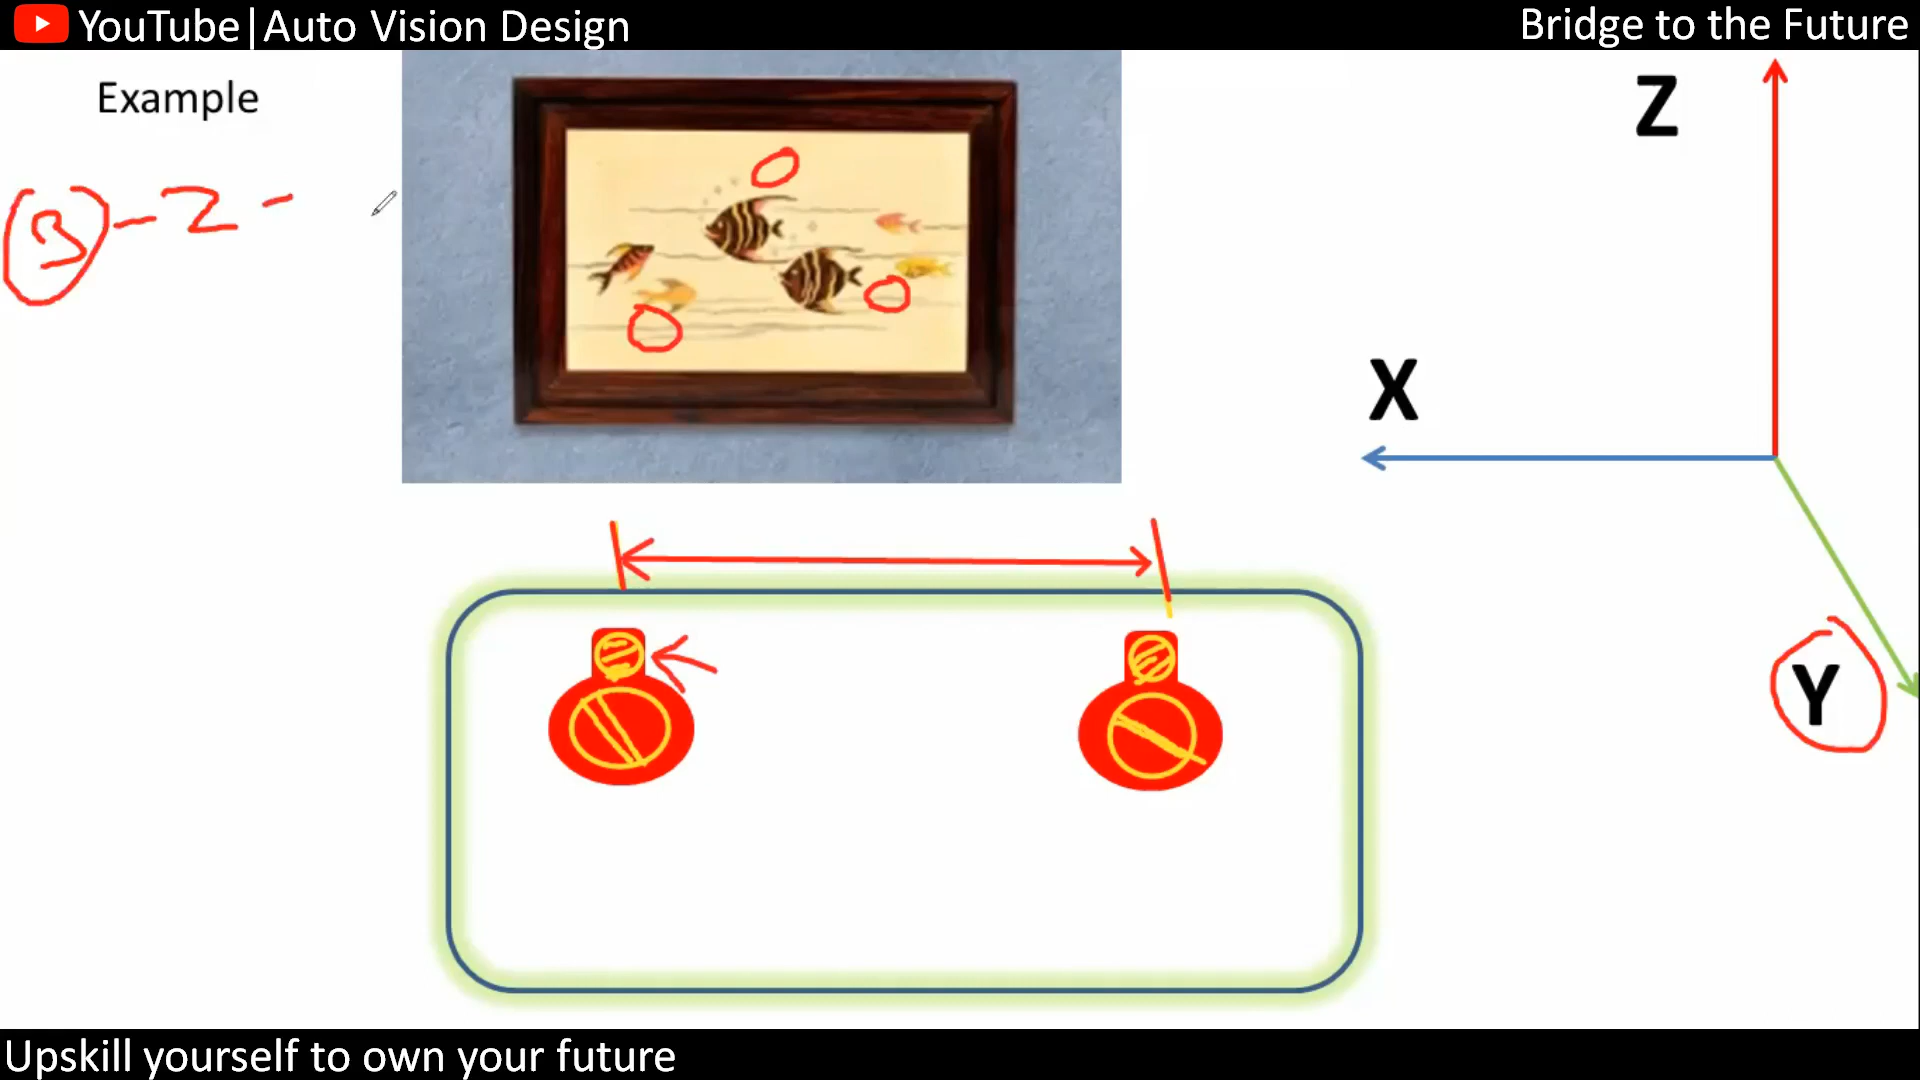 YouTube|Auto Vision Design
Bridge to the Future
Example
3-2-
Z
X
Y
Upskill yourself to own your future